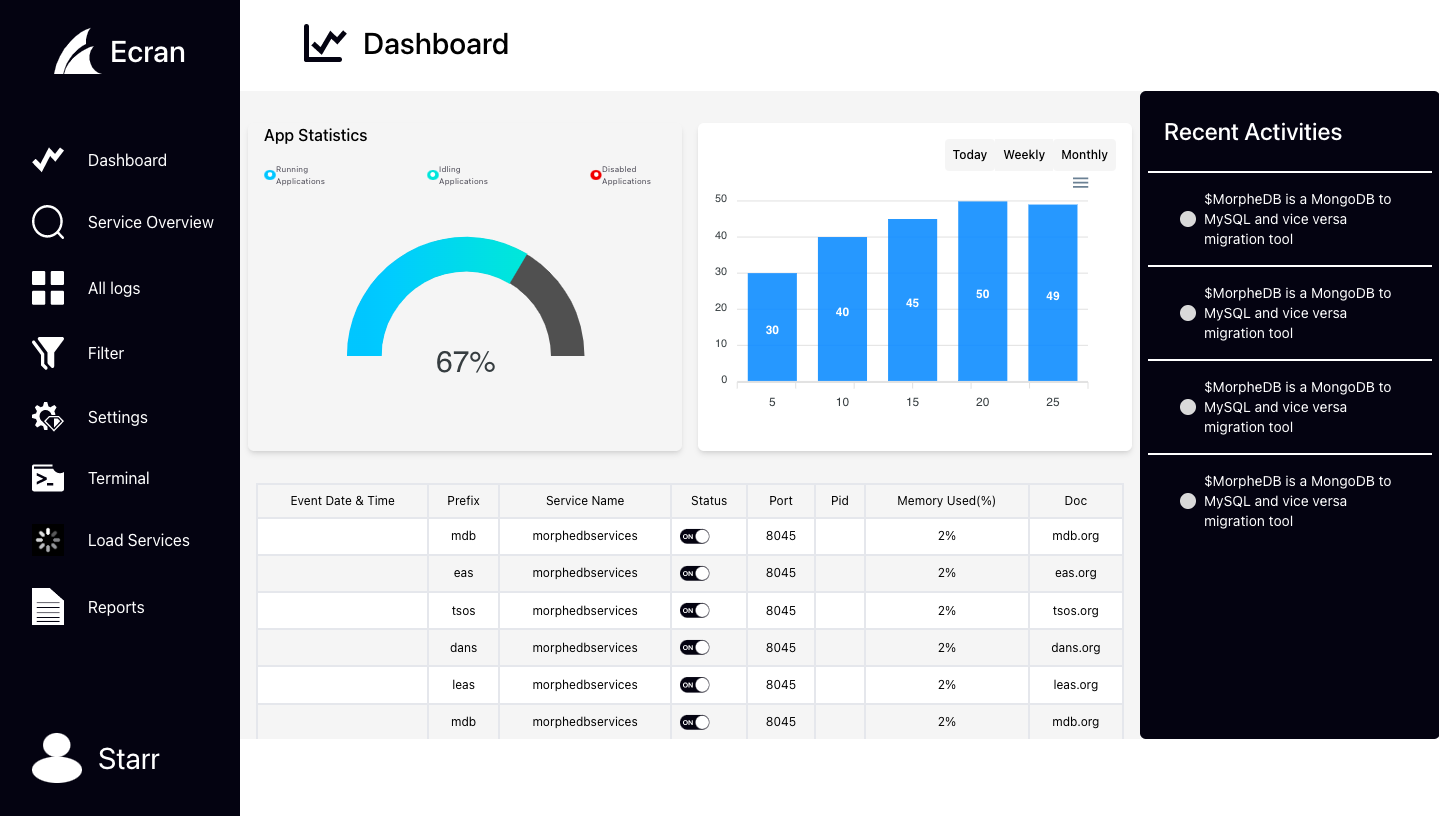 Ecran
Dashboard
Service Overview
All logs
Filter
Settings
Terminal
Load Services
Reports
Starr
Dashboard
App Statistics
Running
Applications
Idling
Applications
Disabled
Applications
67%
Today Weekly Monthly
50
40
30
20
10
0
30 40 45 50 49
5 10 15 20 25
Event Date & Time Prefix Service Name Status Port Pid Memory Used(%) Doc
mdb morphedbservices ON 8045 2% mdb.org
eas morphedbservices ON 8045 2% eas.org
tsos morphedbservices ON 8045 2% tsos.org
dans morphedbservices ON 8045 2% dans.org
leas morphedbservices ON 8045 2% leas.org
mdb morphedbservices ON 8045 2% mdb.org
Recent Activities
$MorpheDB is a MongoDB to
MySQL and vice versa
migration tool
$MorpheDB is a MongoDB to
MySQL and vice versa
migration tool
$MorpheDB is a MongoDB to
MySQL and vice versa
migration tool
$MorpheDB is a MongoDB to
MySQL and vice versa
migration tool